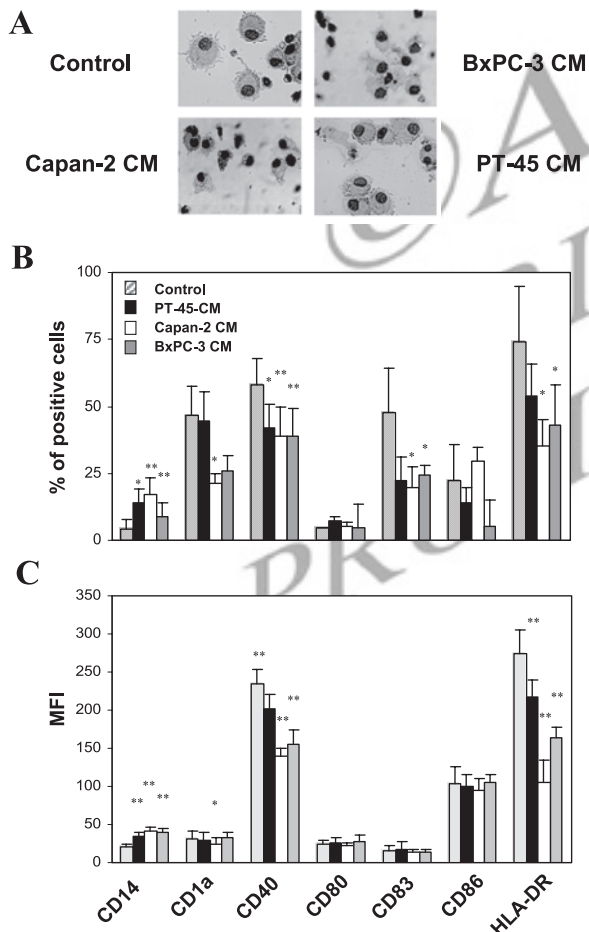 A
Control
BxPC-3 CM
Capan-2 CM
PT-45 CM
B
100
75
50
25
0
% of positive cells
Control
PT-45-CM
Capan-2 CM
BxPC-3 CM
* ** **
*
* ** **
* *
* *
C
350
300
250
200
150
100
50
0
MFI
** ** **
*
** ** **
** ** **
CD14 CD1a CD40 CD80 CD83 CD86 HLA-DR